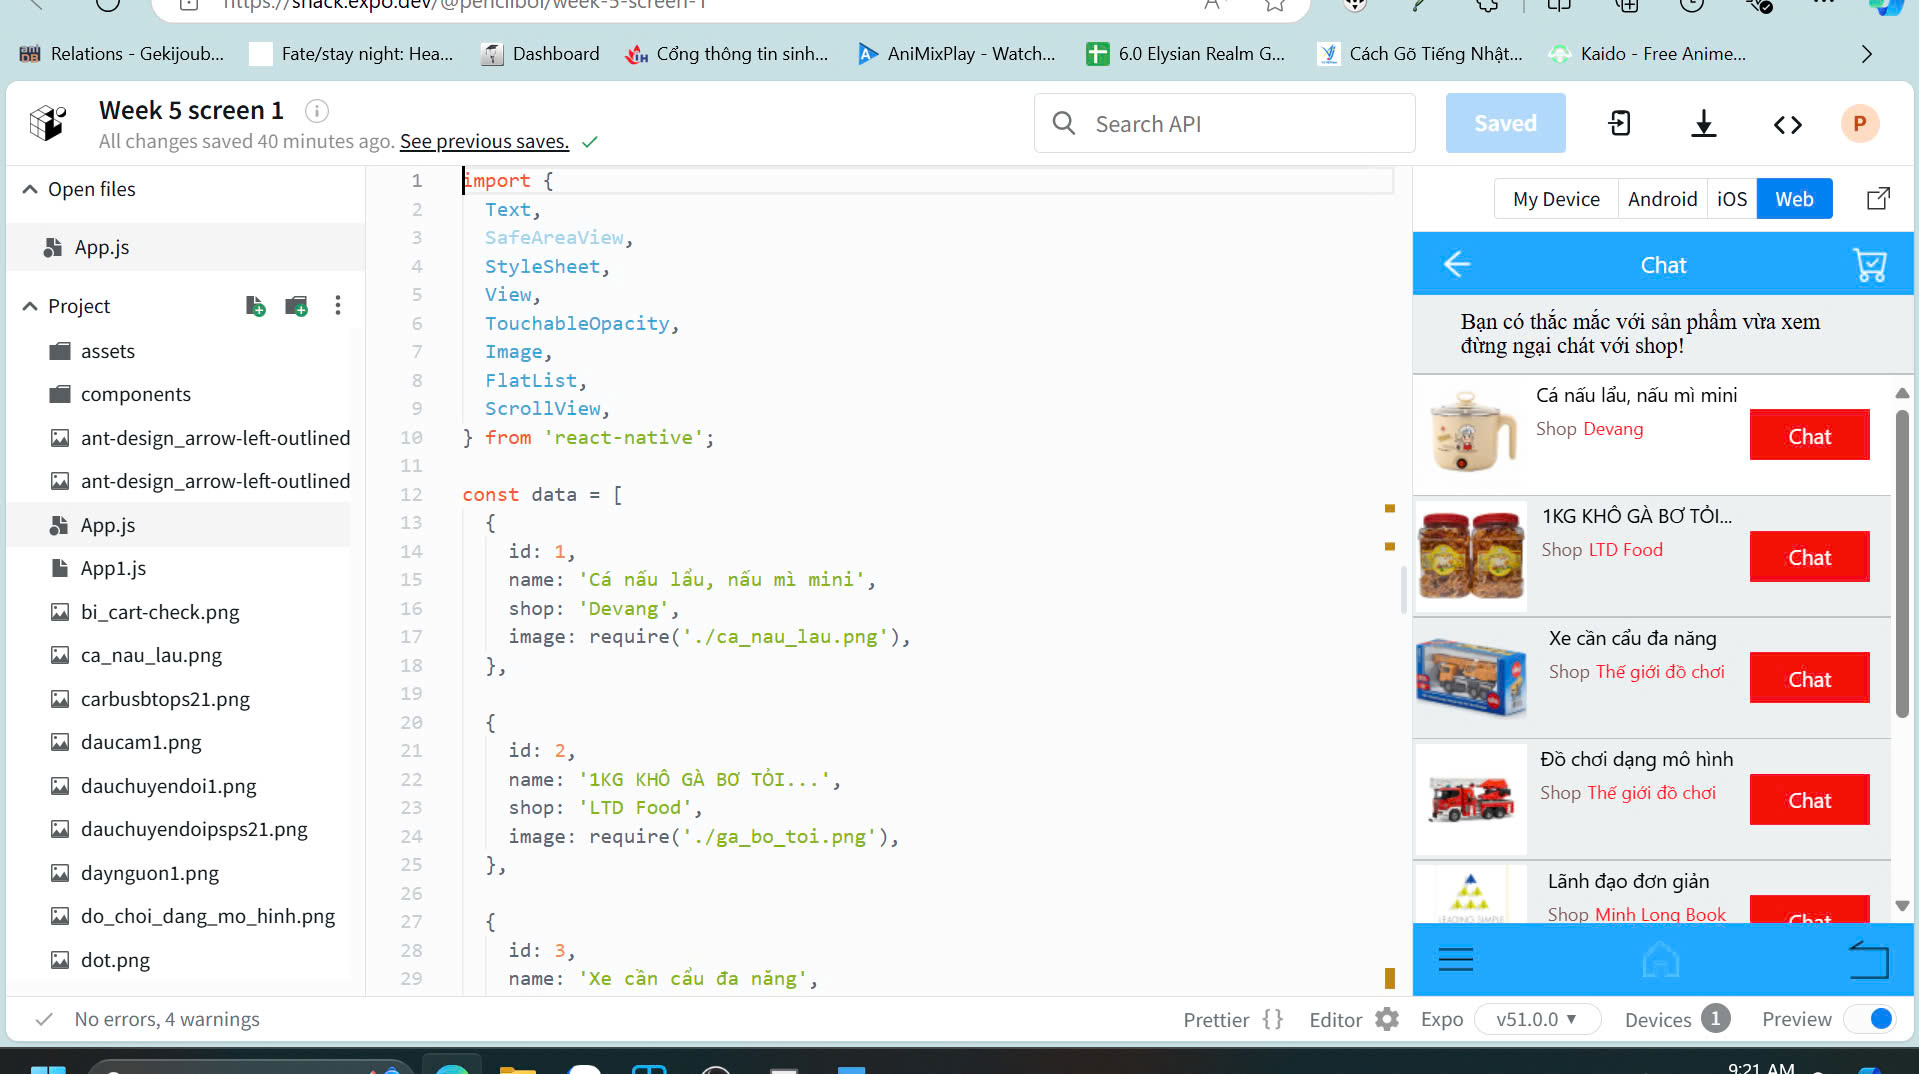 https://snack.expo.dev/@pencilboi/week-5-screen-1
Relations - Gekijoub...
Fate/stay night: Hea...
Dashboard
Cổng thông tin sinh...
AniMixPlay - Watch...
6.0 Elysian Realm G...
Cách Gõ Tiếng Nhật...
Kaido - Free Anime...
Week 5 screen 1
All changes saved 40 minutes ago. See previous saves.
Search API
Saved
P
Open files
App.js
Project
assets
components
ant-design_arrow-left-outlined
ant-design_arrow-left-outlined
App.js
App1.js
bi_cart-check.png
ca_nau_lau.png
carbusbtops21.png
daucam1.png
dauchuyendoi1.png
dauchuyendoipsps21.png
daynguon1.png
do_choi_dang_mo_hinh.png
dot.png
1 import {
2 Text,
3 SafeAreaView,
4 StyleSheet,
5 View,
6 TouchableOpacity,
7 Image,
8 FlatList,
9 ScrollView,
10 } from 'react-native';
11
12 const data = [
13 {
14 id: 1,
15 name: 'Cá nấu lẩu, nấu mì mini',
16 shop: 'Devang',
17 image: require('./ca_nau_lau.png'),
18 },
19
20 {
21 id: 2,
22 name: '1KG KHÔ GÀ BƠ TỎI...',
23 shop: 'LTD Food',
24 image: require('./ga_bo_toi.png'),
25 },
26
27 {
28 id: 3,
29 name: 'Xe cần cẩu đa năng',
My Device
Android
iOS
Web
Chat
Bạn có thắc mắc với sản phẩm vừa xem
đừng ngại chát với shop!
Cá nấu lẩu, nấu mì mini
Shop Devang
Chat
1KG KHÔ GÀ BƠ TỎI...
Shop LTD Food
Chat
Xe cần cẩu đa năng
Shop Thế giới đồ chơi
Chat
Đồ chơi dạng mô hình
Shop Thế giới đồ chơi
Chat
LEADING SIMPLE
Lãnh đạo đơn giản
Shop Minh Long Book
Chat
No errors, 4 warnings
Prettier {}
Editor
Expo
v51.0.0
Devices 1
Preview
9:21 AM